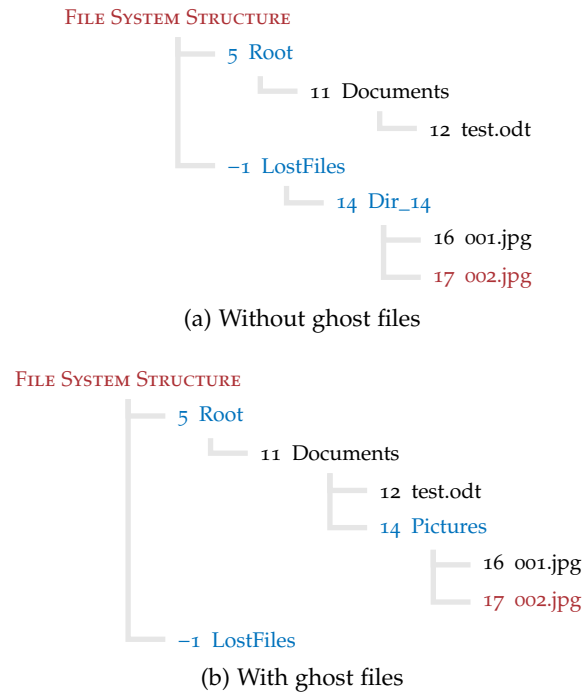 File System Structure
5 Root
11 Documents
12 test.odt
−1 LostFiles
14 Dir_14
16 001.jpg
17 002.jpg
(a) Without ghost files
File System Structure
5 Root
11 Documents
12 test.odt
14 Pictures
16 001.jpg
17 002.jpg
−1 LostFiles
(b) With ghost files